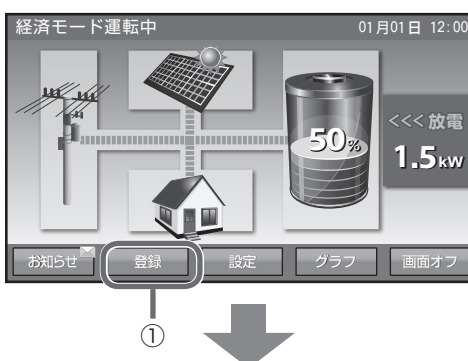 経済モード運転中 01月01日 12:00
50%
<<< 放電
1.5kW
お知らせ 登録 設定 グラフ 画面オフ
①